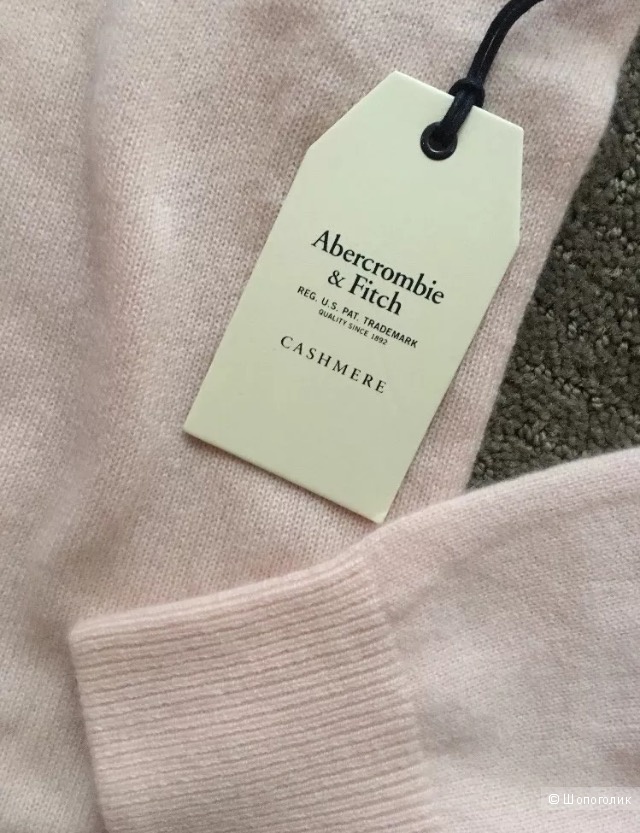 Abercrombie
& Fitch
REG. U.S. PAT. TRADEMARK
QUALITY SINCE 1892
CASHMERE
© Шопоголик